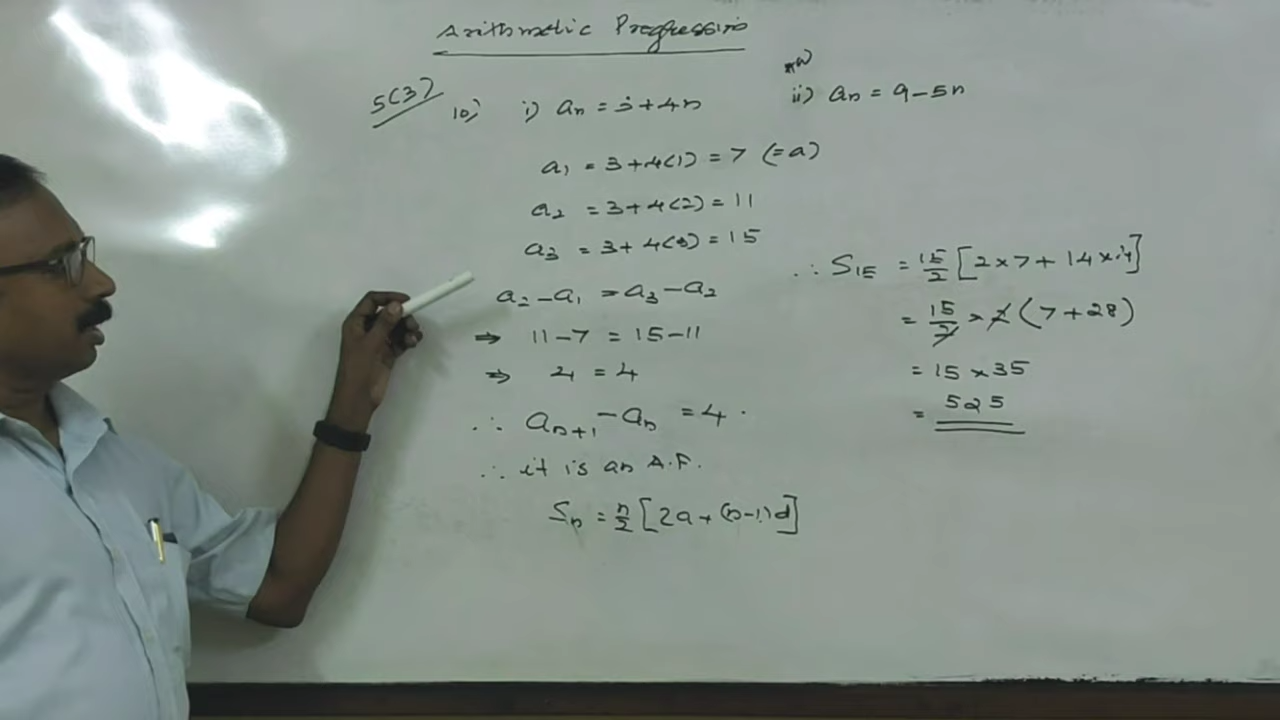 Arithmetic Progression
5(3)
10) i) aₙ = 3+4n
ii) aₙ = 9-5n
a₁ = 3+4(1) = 7 (=a)
a₂ = 3+4(2) = 11
a₃ = 3+4(3) = 15
a₂-a₁ = a₃-a₂
⇒ 11-7 = 15-11
⇒ 4 = 4
∴ aₙ₊₁-aₙ = 4.
∴ it is an A.P.
Sₙ = n/2 [2a+(n-1)d]
∴ S₁₅ = 15/2 [2×7+14×4]
= 15/2 × 2 (7+28)
= 15×35
= 525